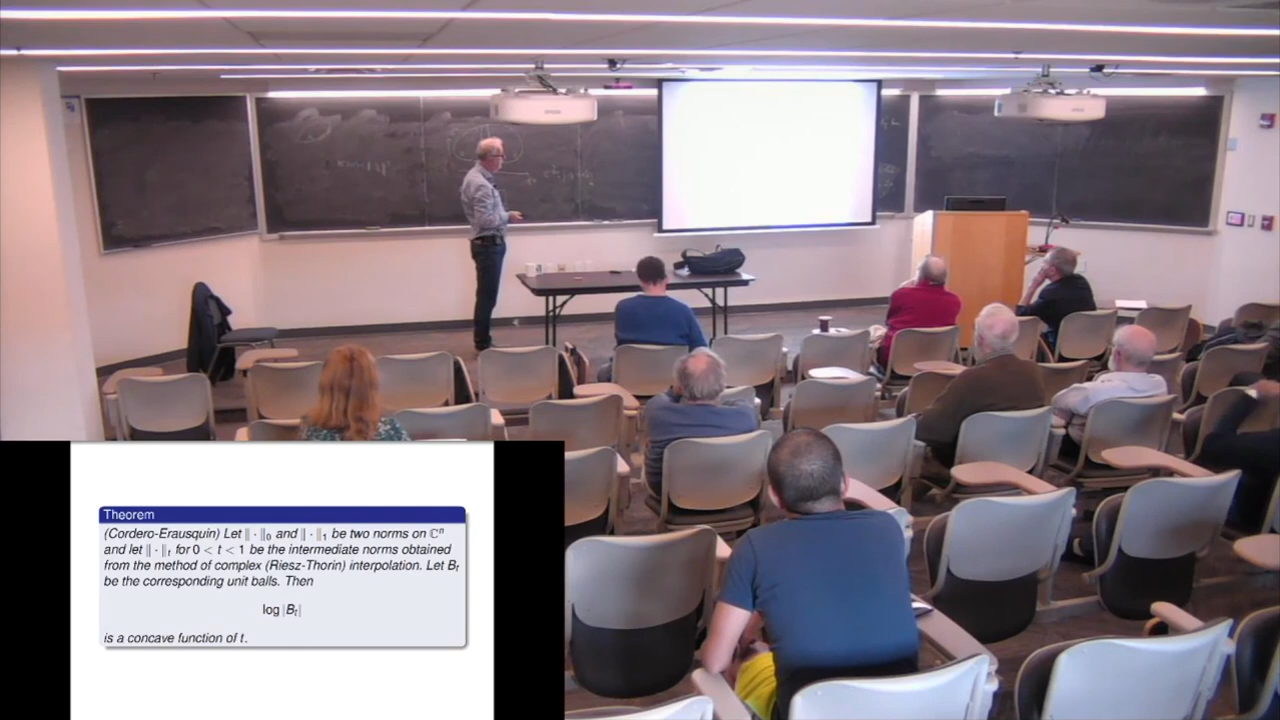 Theorem
(Cordero-Erausquin) Let ‖ · ‖₀ and ‖ · ‖₁ be two norms on ℂⁿ
and let ‖ · ‖ₜ for 0 < t < 1 be the intermediate norms obtained
from the method of complex (Riesz-Thorin) interpolation. Let Bₜ
be the corresponding unit balls. Then
log |Bₜ|
is a concave function of t.